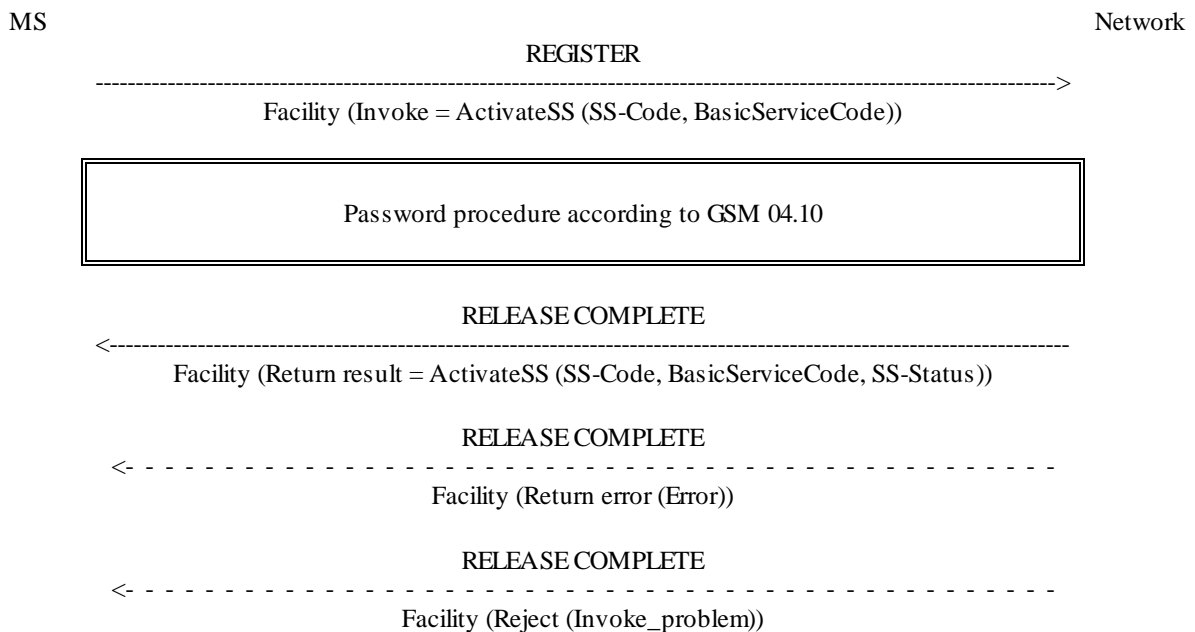 MS Network
REGISTER
------------------------------------------------------------------------------------------------------------------------>
Facility (Invoke = ActivateSS (SS-Code, BasicServiceCode))
Password procedure according to GSM 04.10
RELEASE COMPLETE
<------------------------------------------------------------------------------------------------------------------------
Facility (Return result = ActivateSS (SS-Code, BasicServiceCode, SS-Status))
RELEASE COMPLETE
<- - - - - - - - - - - - - - - - - - - - - - - - - - - - - - - - - - - - - - - - - - - - - - - - - - - - - - - - - - -
Facility (Return error (Error))
RELEASE COMPLETE
<- - - - - - - - - - - - - - - - - - - - - - - - - - - - - - - - - - - - - - - - - - - - - - - - - - - - - - - - - - -
Facility (Reject (Invoke_problem))